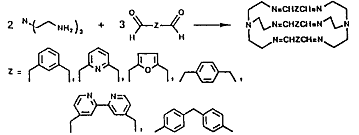 N=CHZCH=N
2 N(~NH₂)₃ + 3 O H Z O H → N N=CHZCH=N N
N=CHZCH=N
Z = , N , O , ,
N N ,